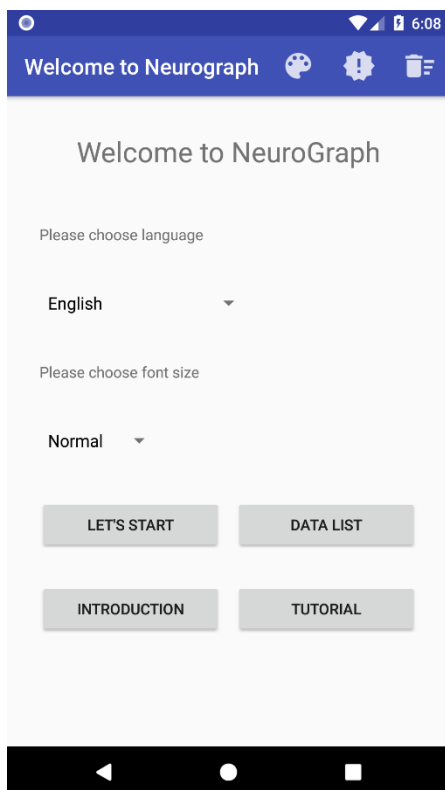 6:08
Welcome to Neurograph
Welcome to NeuroGraph
Please choose language
English
Please choose font size
Normal
LET'S START
DATA LIST
INTRODUCTION
TUTORIAL